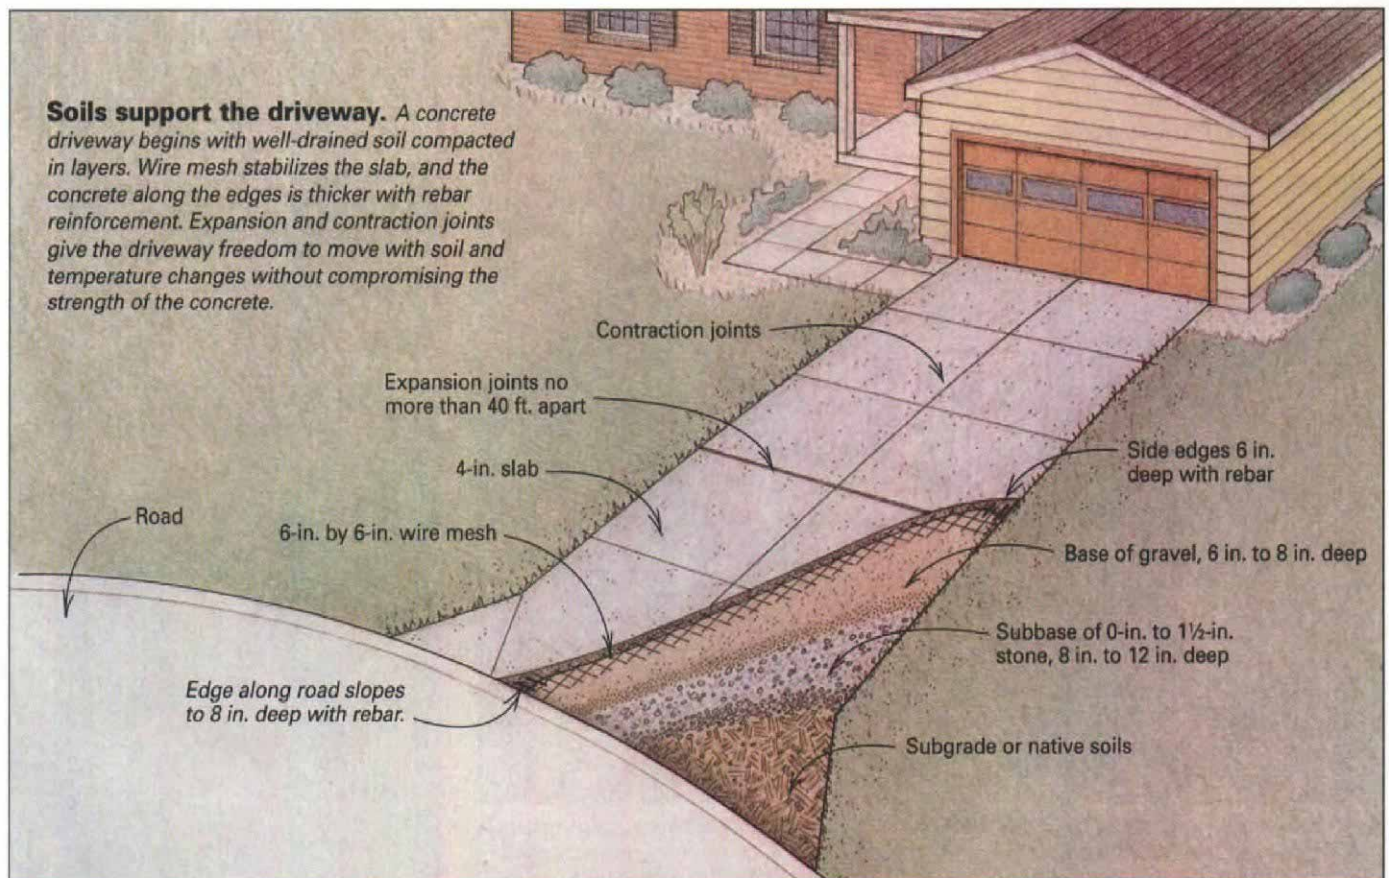 Soils support the driveway. A concrete
driveway begins with well-drained soil compacted
in layers. Wire mesh stabilizes the slab, and the
concrete along the edges is thicker with rebar
reinforcement. Expansion and contraction joints
give the driveway freedom to move with soil and
temperature changes without compromising the
strength of the concrete.
Contraction joints
Expansion joints no
more than 40 ft. apart
4-in. slab
Side edges 6 in.
deep with rebar
Road
6-in. by 6-in. wire mesh
Base of gravel, 6 in. to 8 in. deep
Subbase of 0-in. to 1½-in.
stone, 8 in. to 12 in. deep
Edge along road slopes
to 8 in. deep with rebar.
Subgrade or native soils